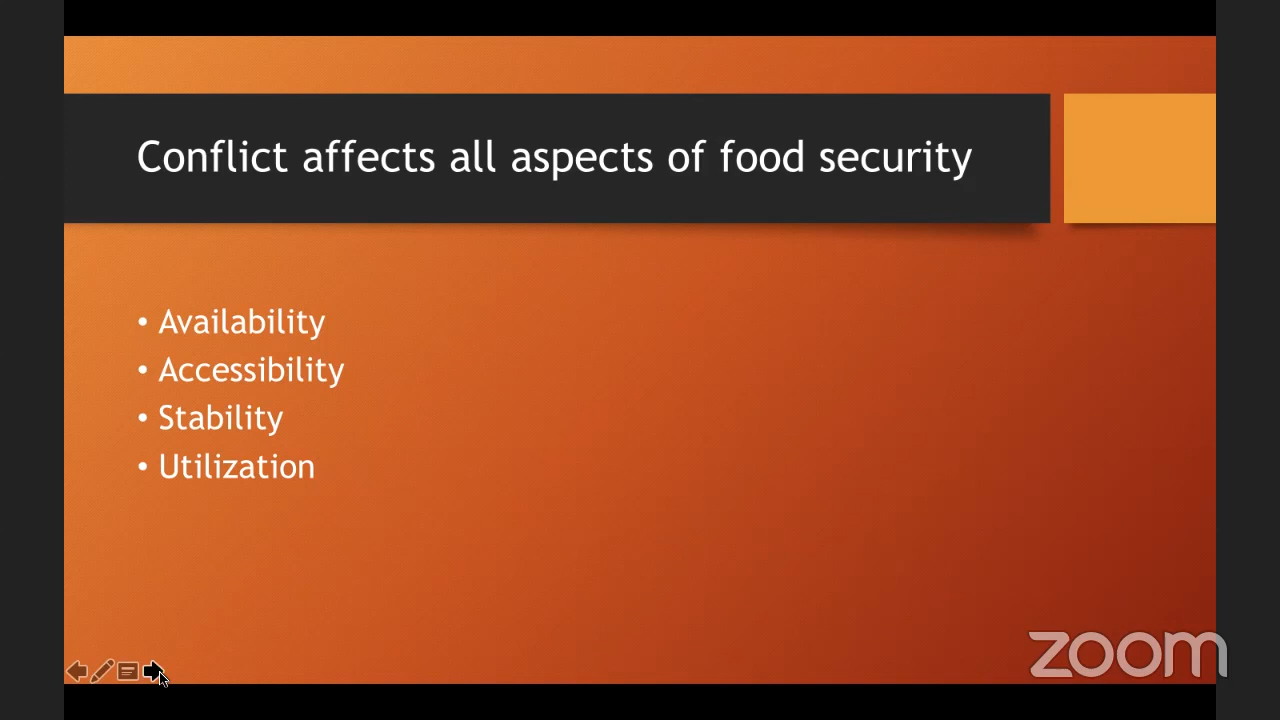 Conflict affects all aspects of food security
• Availability
• Accessibility
• Stability
• Utilization
zoom